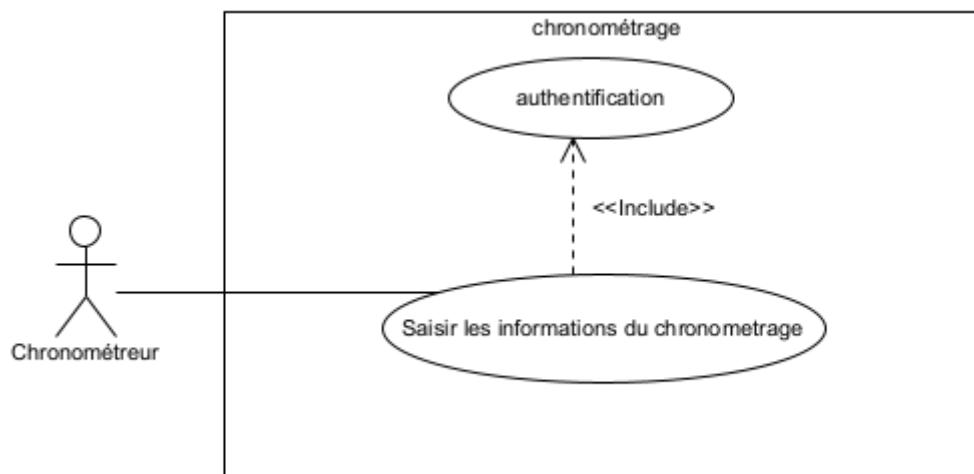 chronométrage
authentification
<<Include>>
Saisir les informations du chronometrage
Chronométreur